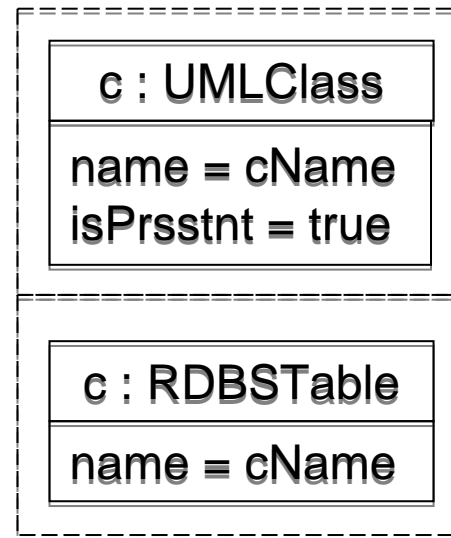 c : UMLClass
name = cName
isPrsstnt = true
c : RDBSTable
name = cName